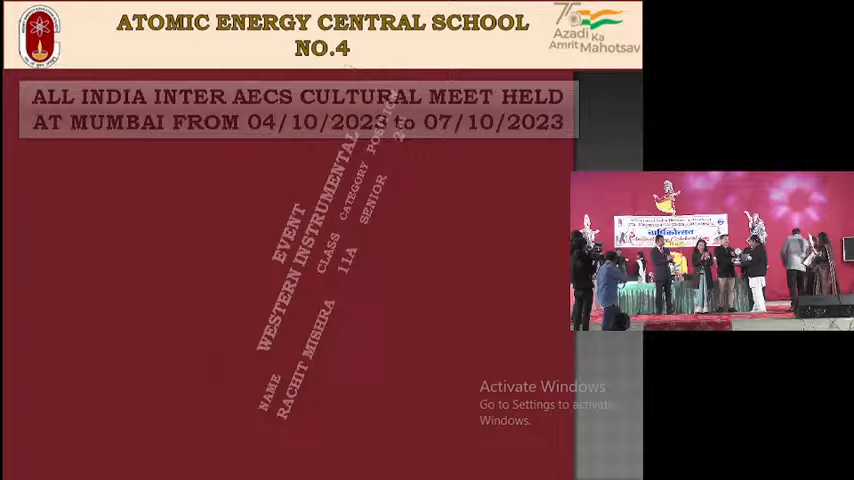 ATOMIC ENERGY CENTRAL SCHOOL
NO.4
Azadi
Ka
Amrit Mahotsav
ALL INDIA INTER AECS CULTURAL MEET HELD
AT MUMBAI FROM 04/10/2023 to 07/10/2023
EVENT
WESTERN INSTRUMENTAL
NAME CLASS CATEGORY POSITION
RACHIT MISHRA 11A SENIOR
वार्षिकोत्सव
Activate Windows
Go to Settings to activate
Windows.